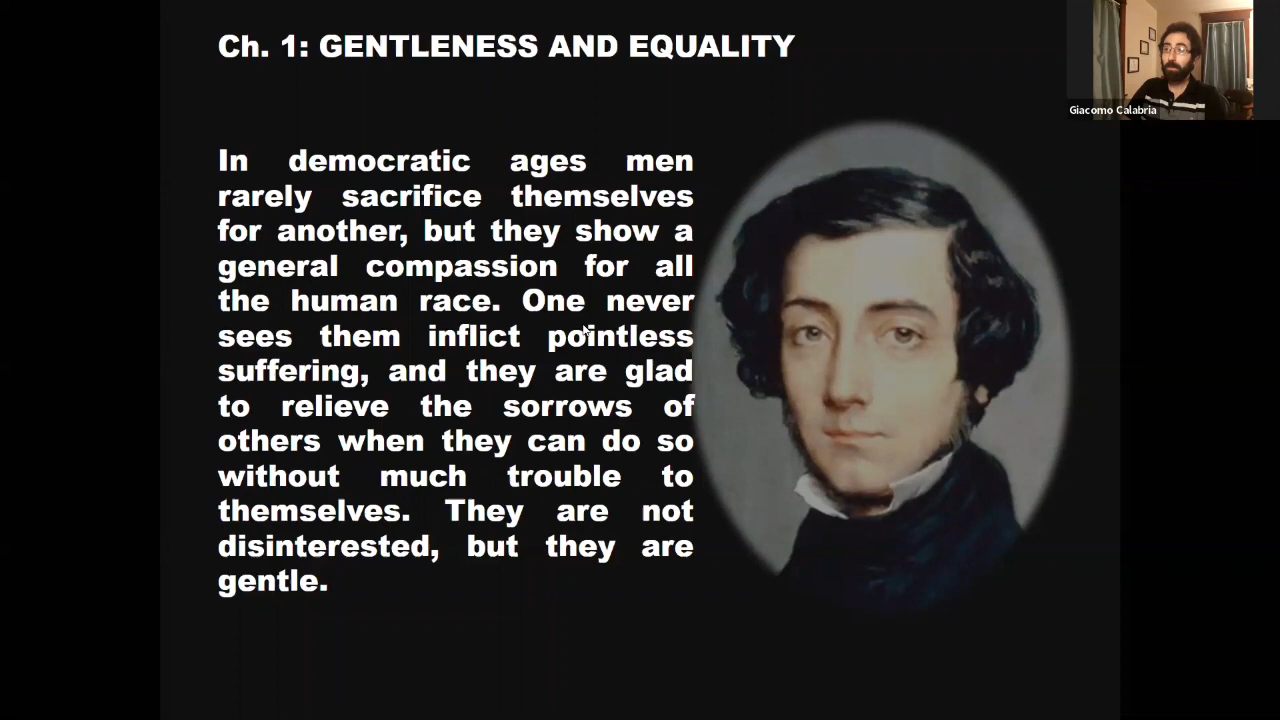 Ch. 1: GENTLENESS AND EQUALITY
Giacomo Calabria
In democratic ages men
rarely sacrifice themselves
for another, but they show a
general compassion for all
the human race. One never
sees them inflict pointless
suffering, and they are glad
to relieve the sorrows of
others when they can do so
without much trouble to
themselves. They are not
disinterested, but they are
gentle.